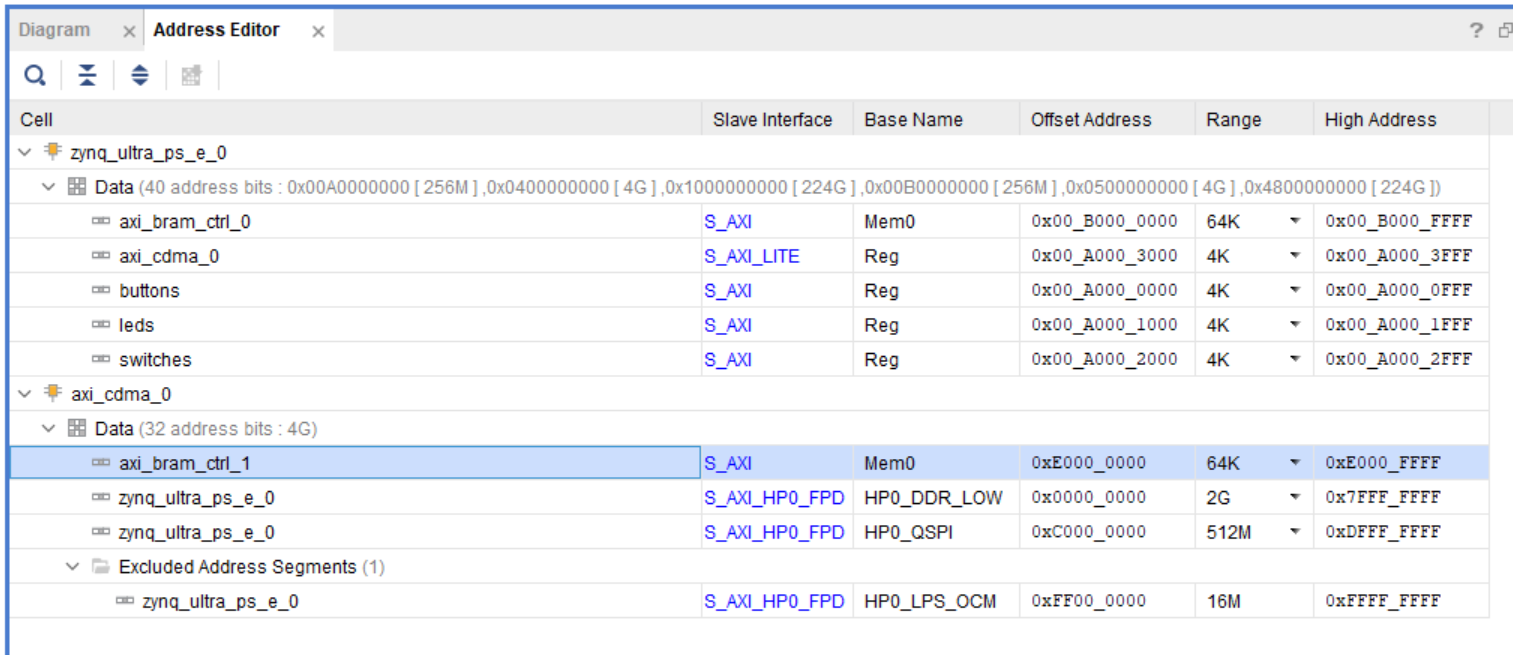 Diagram × Address Editor × ?
Cell Slave Interface Base Name Offset Address Range High Address
zynq_ultra_ps_e_0
Data (40 address bits : 0x00A0000000 [ 256M ] ,0x0400000000 [ 4G ] ,0x1000000000 [ 224G ] ,0x00B0000000 [ 256M ] ,0x0500000000 [ 4G ] ,0x4800000000 [ 224G ])
axi_bram_ctrl_0 S_AXI Mem0 0x00_B000_0000 64K 0x00_B000_FFFF
axi_cdma_0 S_AXI_LITE Reg 0x00_A000_3000 4K 0x00_A000_3FFF
buttons S_AXI Reg 0x00_A000_0000 4K 0x00_A000_0FFF
leds S_AXI Reg 0x00_A000_1000 4K 0x00_A000_1FFF
switches S_AXI Reg 0x00_A000_2000 4K 0x00_A000_2FFF
axi_cdma_0
Data (32 address bits : 4G)
axi_bram_ctrl_1 S_AXI Mem0 0xE000_0000 64K 0xE000_FFFF
zynq_ultra_ps_e_0 S_AXI_HP0_FPD HP0_DDR_LOW 0x0000_0000 2G 0x7FFF_FFFF
zynq_ultra_ps_e_0 S_AXI_HP0_FPD HP0_QSPI 0xC000_0000 512M 0xDFFF_FFFF
Excluded Address Segments (1)
zynq_ultra_ps_e_0 S_AXI_HP0_FPD HP0_LPS_OCM 0xFF00_0000 16M 0xFFFF_FFFF